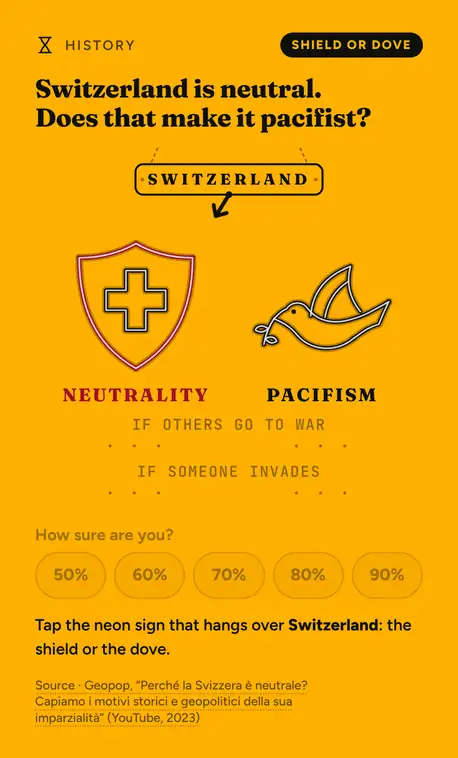 HISTORY
SHIELD OR DOVE
Switzerland is neutral.
Does that make it pacifist?
SWITZERLAND
NEUTRALITY
PACIFISM
IF OTHERS GO TO WAR
IF SOMEONE INVADES
How sure are you?
50%
60%
70%
80%
90%
Tap the neon sign that hangs over Switzerland: the
shield or the dove.
Source · Geopop, “Perché la Svizzera è neutrale?
Capiamo i motivi storici e geopolitici della sua
imparzialità” (YouTube, 2023)